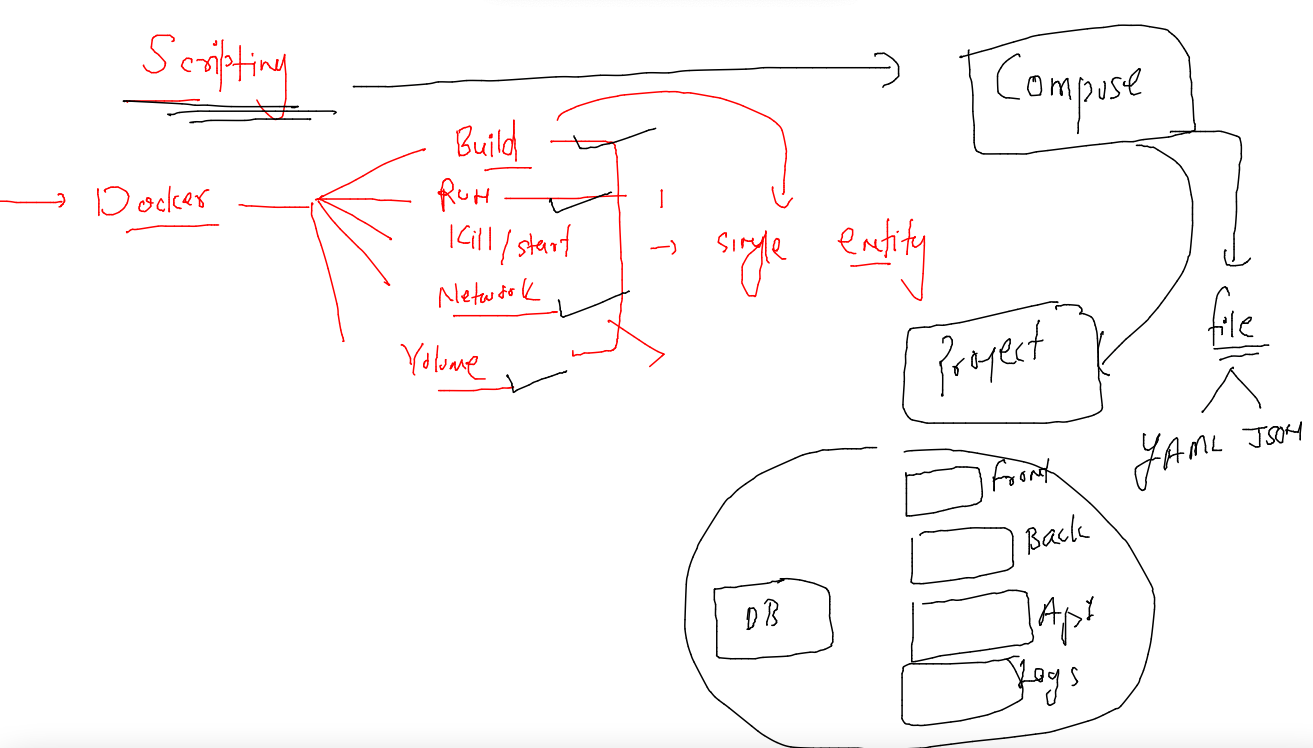 Scripting
Compose
Docker
Build
Run
Kill/start
Network
Volume
single entity
file
YAML JSON
Project
Front
Back
DB
Logs